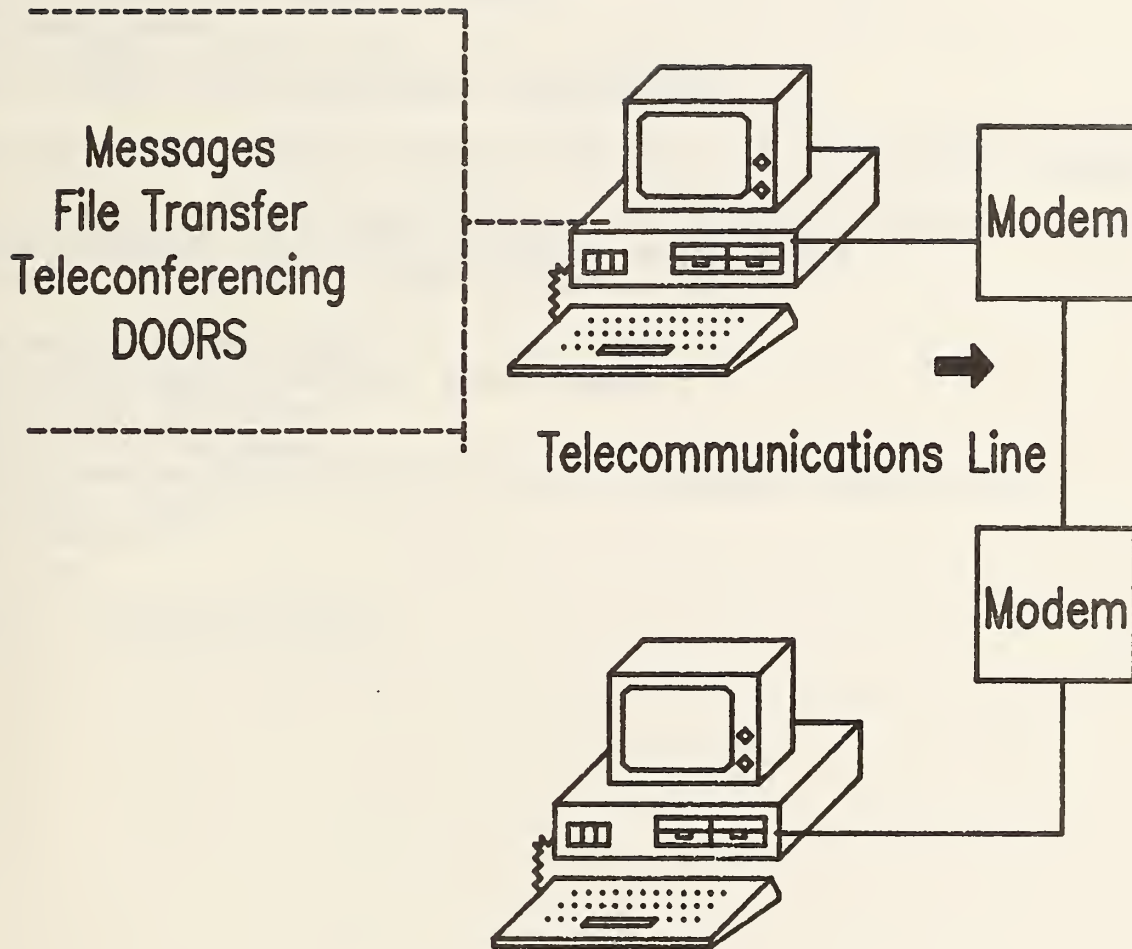 Messages
File Transfer
Teleconferencing
DOORS
Modem
Telecommunications Line
Modem